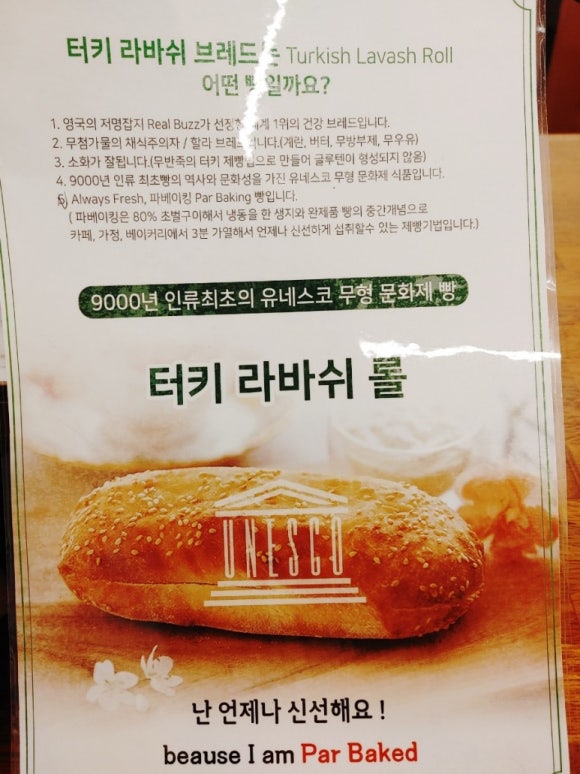 터키 라바쉬 브레드는 Turkish Lavash Roll
어떤 빵일까요?
1. 영국의 저명잡지 Real Buzz가 선정한 세계 1위의 건강 브레드입니다.
2. 무첨가물의 채식주의자 / 할라 브레드입니다.(계란, 버터, 무방부제, 무우유)
3. 소화가 잘됩니다.(무반죽의 터키 제빵법으로 만들어 글루텐이 형성되지 않음)
4. 9000년 인류 최초빵의 역사와 문화성을 가진 유네스코 무형 문화제 식품입니다.
5) Always Fresh, 파베이킹 Par Baking 빵입니다.
( 파베이킹은 80% 초벌구이해서 냉동을 한 생지와 완제품 빵의 중간개념으로
카페, 가정, 베이커리에서 3분 가열해서 언제나 신선하게 섭취할수 있는 제빵기법입니다.)
9000년 인류최초의 유네스코 무형 문화제 빵
터키 라바쉬 롤
UNESCO
난 언제나 신선해요 !
beause I am Par Baked